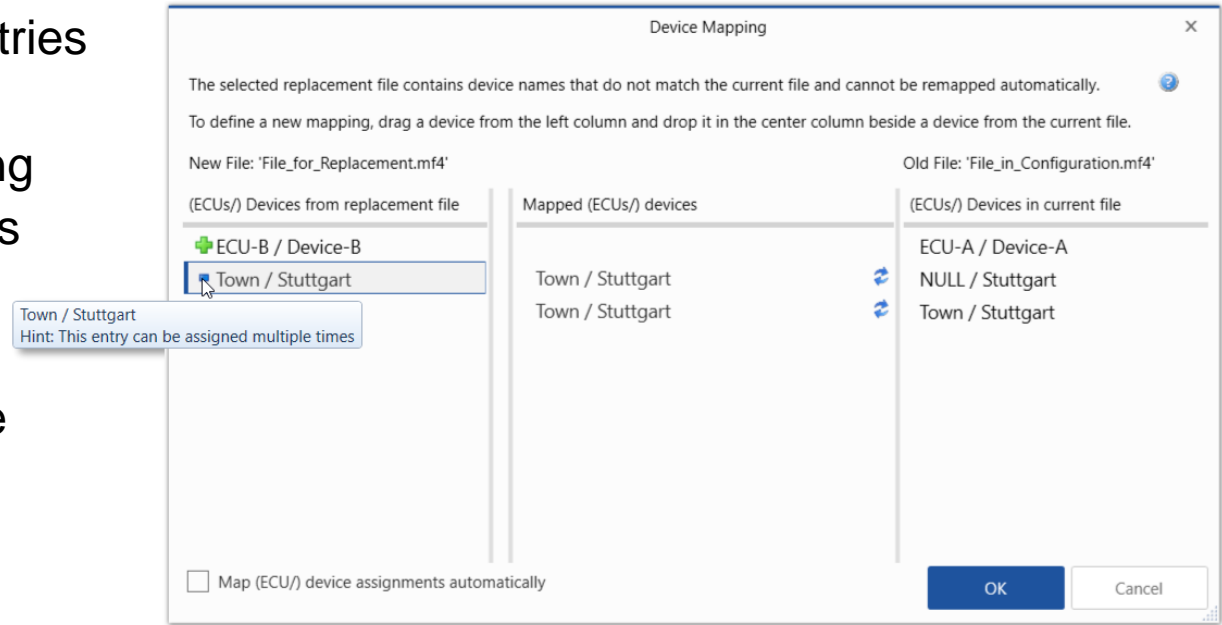 tries
ng
s
e
Device Mapping
The selected replacement file contains device names that do not match the current file and cannot be remapped automatically.
To define a new mapping, drag a device from the left column and drop it in the center column beside a device from the current file.
New File: 'File_for_Replacement.mf4'
Old File: 'File_in_Configuration.mf4'
(ECUs/) Devices from replacement file
Mapped (ECUs/) devices
(ECUs/) Devices in current file
ECU-B / Device-B
ECU-A / Device-A
Town / Stuttgart
Town / Stuttgart
NULL / Stuttgart
Town / Stuttgart
Town / Stuttgart
Town / Stuttgart
Hint: This entry can be assigned multiple times
Map (ECU/) device assignments automatically
OK
Cancel